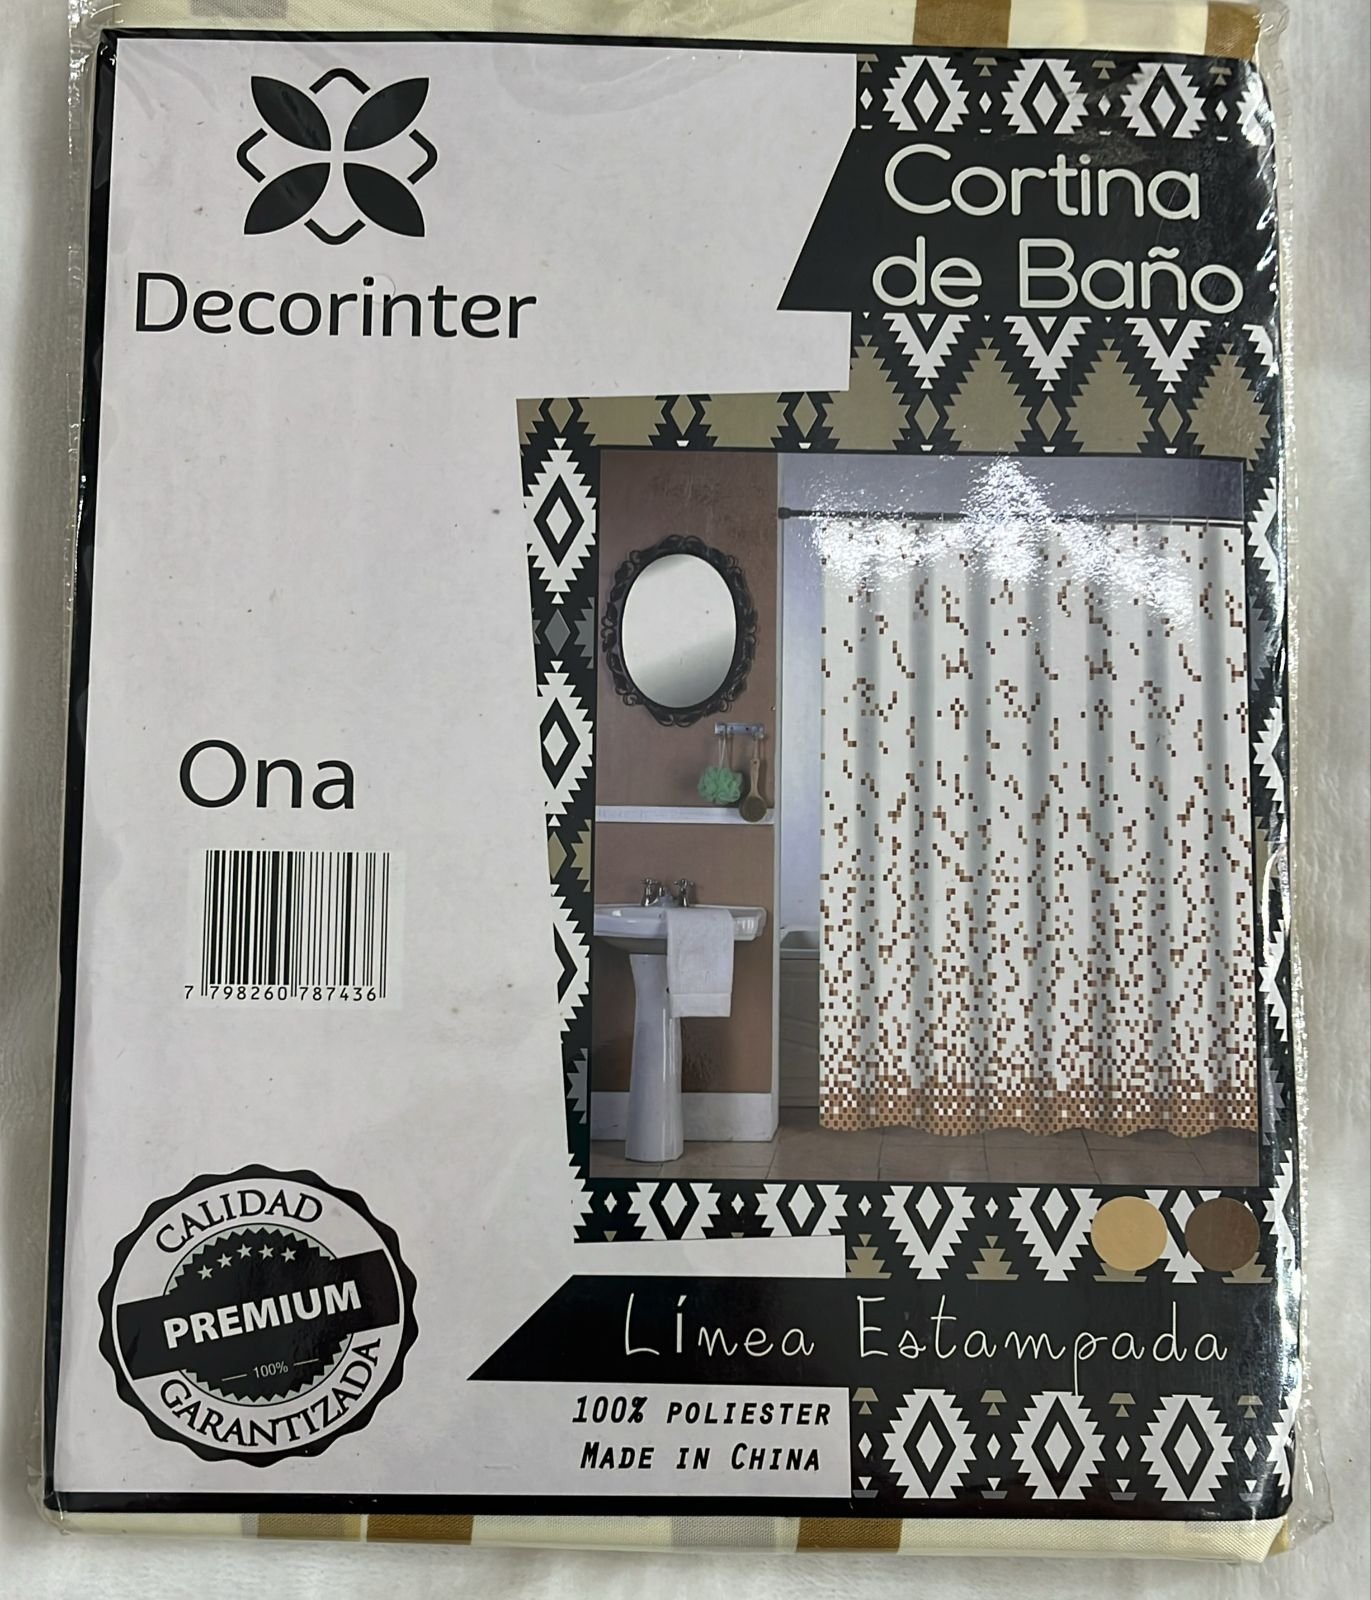 Decorinter
Cortina
de Baño
Ona
7 798260 787436
CALIDAD
PREMIUM
100%
GARANTIZADA
Línea Estampada
100% POLIESTER
MADE IN CHINA